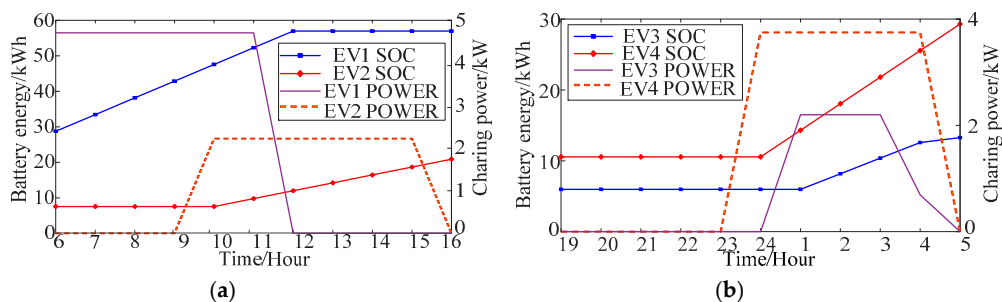 60
50
40
30
20
10
0
Battery energy/kWh
5
4
3
2
1
0
Charing power/kW
EV1 SOC
EV2 SOC
EV1 POWER
EV2 POWER
6 7 8 9 10 11 12 13 14 15 16
Time/Hour
(a)
30
20
10
0
Battery energy/kWh
4
2
0
Charing power/kW
EV3 SOC
EV4 SOC
EV3 POWER
EV4 POWER
19 20 21 22 23 24 1 2 3 4 5
Time/Hour
(b)